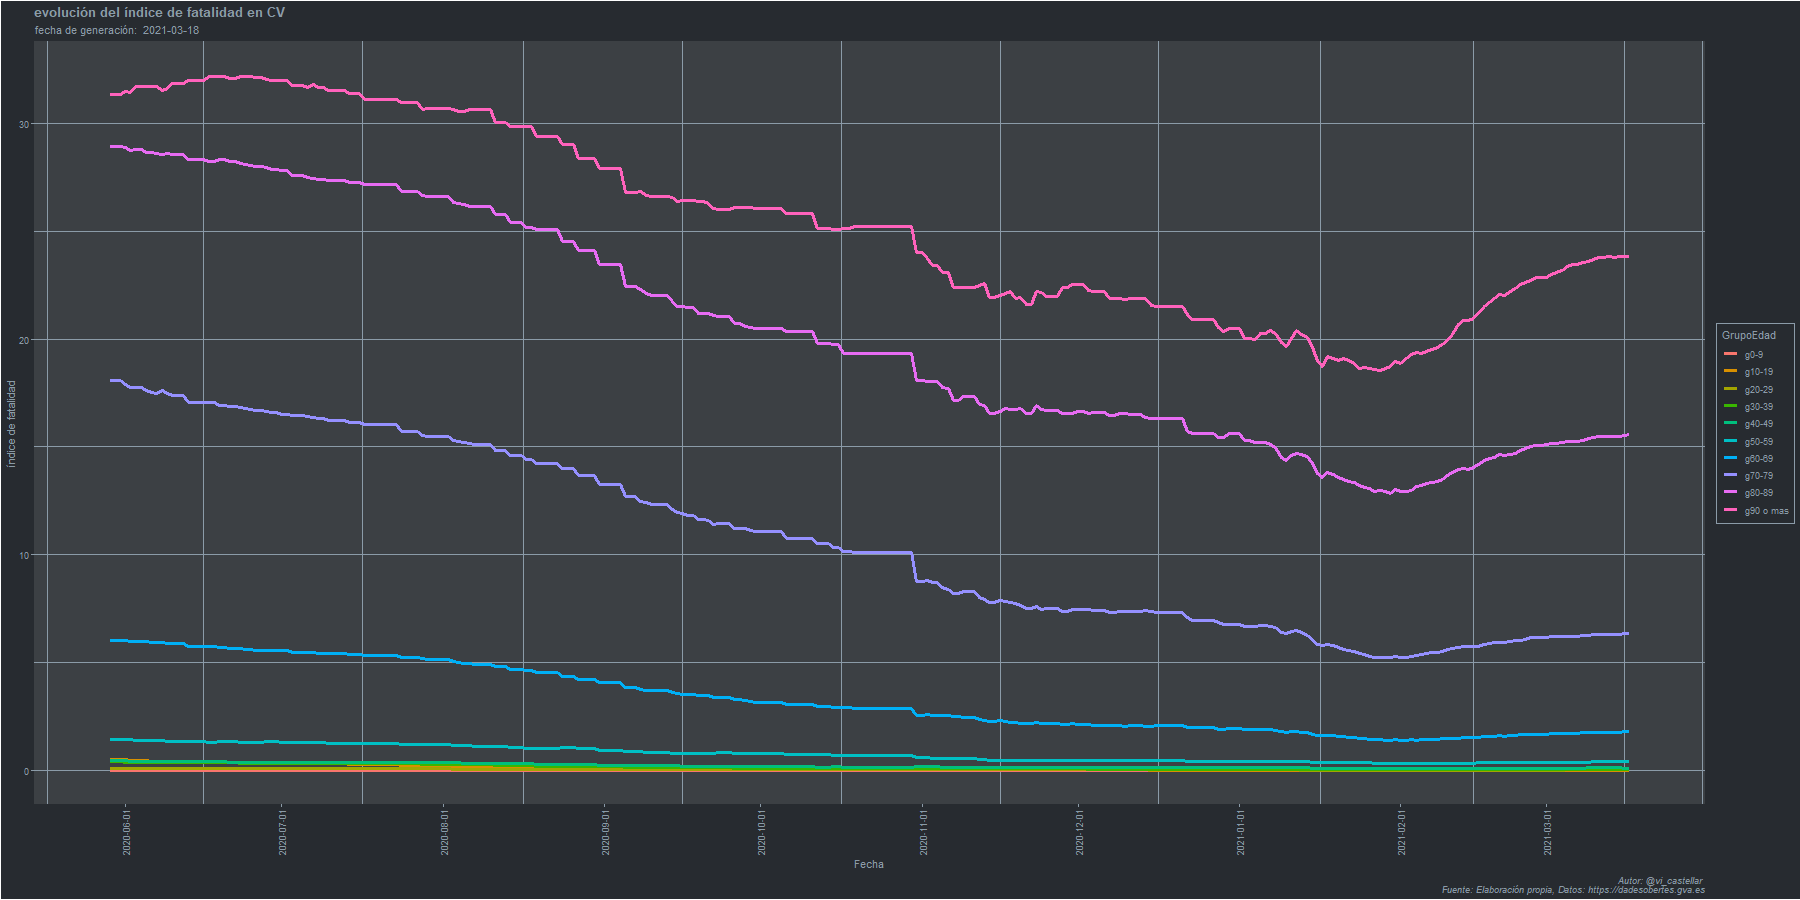 evolución del índice de fatalidad en CV
fecha de generación:  2021-03-18
índice de fatalidad
30
20
10
0
2020-06-01
2020-07-01
2020-08-01
2020-09-01
2020-10-01
2020-11-01
2020-12-01
2021-01-01
2021-02-01
2021-03-01
Fecha
GrupoEdad
g0-9
g10-19
g20-29
g30-39
g40-49
g50-59
g60-69
g70-79
g80-89
g90 o mas
Autor: @vi_castellar
Fuente: Elaboración propia, Datos: https://dadesobertes.gva.es